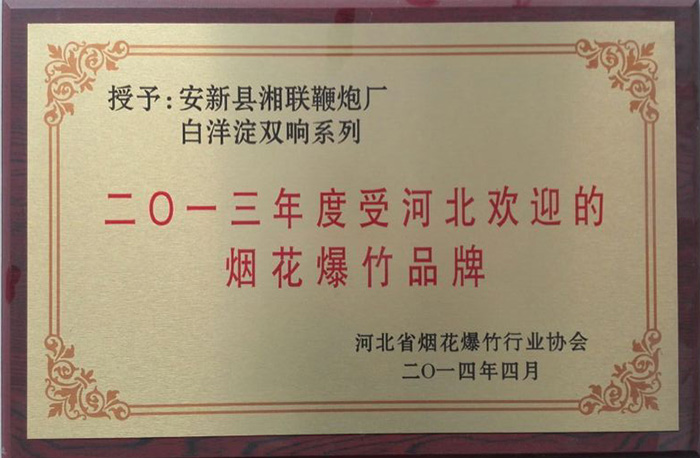 授予:安新县湘联鞭炮厂
白洋淀双响系列
二〇一三年度受河北欢迎的
烟花爆竹品牌
河北省烟花爆竹行业协会
二〇一四年四月